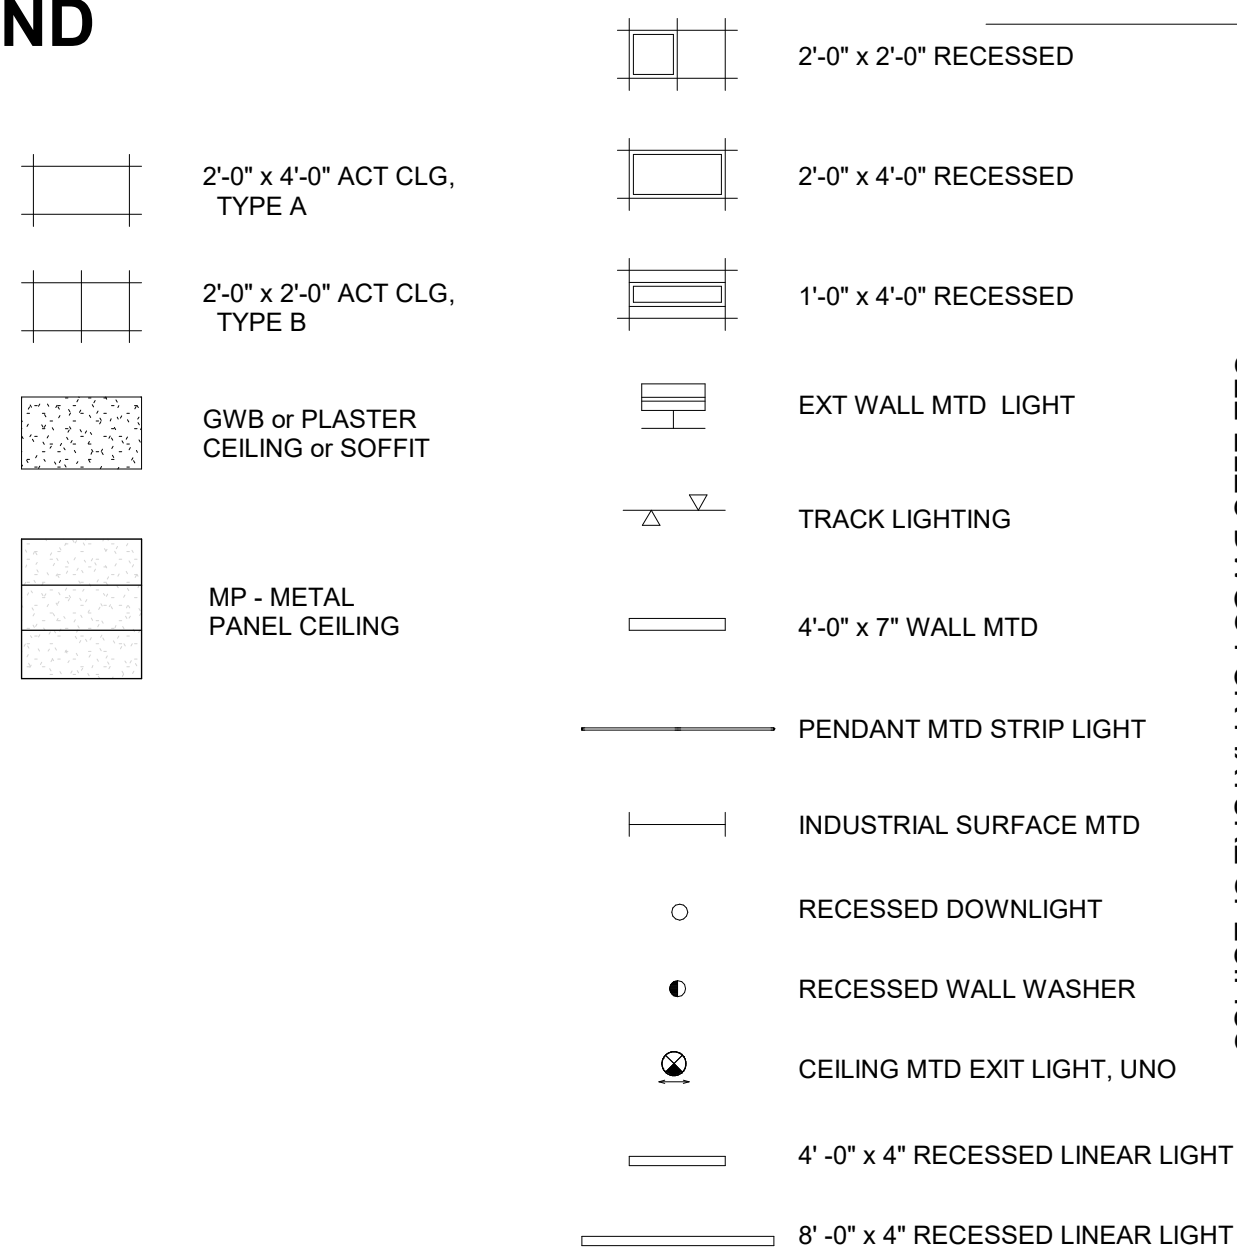 ND
2'-0" x 4'-0" ACT CLG,
TYPE A
2'-0" x 2'-0" ACT CLG,
TYPE B
GWB or PLASTER
CEILING or SOFFIT
MP - METAL
PANEL CEILING
2'-0" x 2'-0" RECESSED
2'-0" x 4'-0" RECESSED
1'-0" x 4'-0" RECESSED
EXT WALL MTD  LIGHT
TRACK LIGHTING
4'-0" x 7" WALL MTD
PENDANT MTD STRIP LIGHT
INDUSTRIAL SURFACE MTD
RECESSED DOWNLIGHT
RECESSED WALL WASHER
CEILING MTD EXIT LIGHT, UNO
4' -0" x 4" RECESSED LINEAR LIGHT
8' -0" x 4" RECESSED LINEAR LIGHT